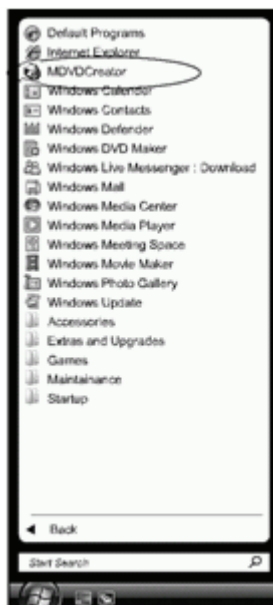 Default Programs
Internet Explorer
MDVDCreator
Windows Calendar
Windows Contacts
Windows Defender
Windows DVD Maker
Windows Live Messenger : Download
Windows Mail
Windows Media Center
Windows Media Player
Windows Meeting Space
Windows Movie Maker
Windows Photo Gallery
Windows Update
Accessories
Extras and Upgrades
Games
Maintainance
Startup
Back
Start Search